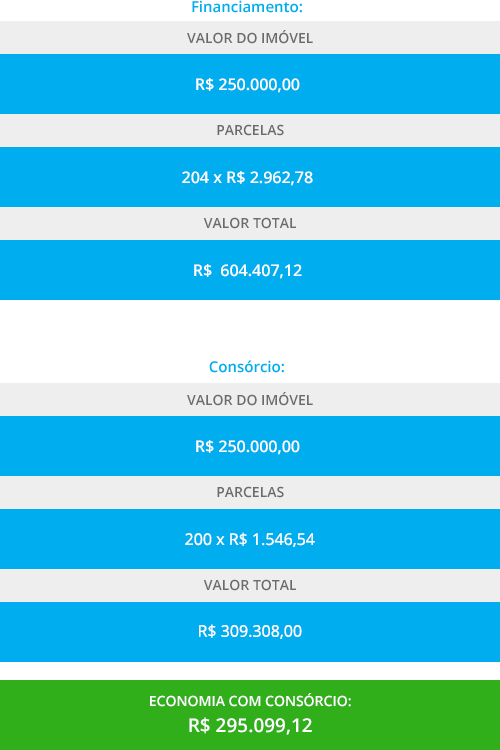 Financiamento:
VALOR DO IMÓVEL
R$ 250.000,00
PARCELAS
204 x R$ 2.962,78
VALOR TOTAL
R$ 604.407,12
Consórcio:
VALOR DO IMÓVEL
R$ 250.000,00
PARCELAS
200 x R$ 1.546,54
VALOR TOTAL
R$ 309.308,00
ECONOMIA COM CONSÓRCIO:
R$ 295.099,12